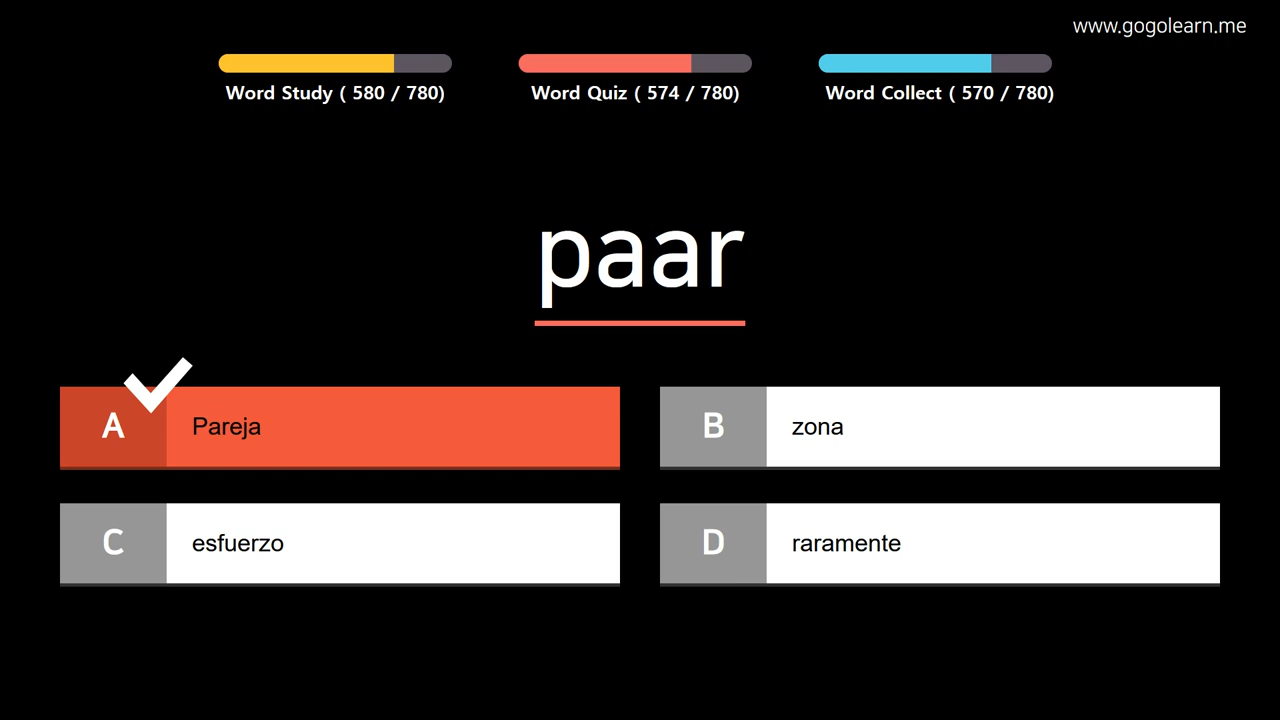 www.gogolearn.me
Word Study ( 580 / 780)
Word Quiz ( 574 / 780)
Word Collect ( 570 / 780)
paar
A
Pareja
B
zona
C
esfuerzo
D
raramente